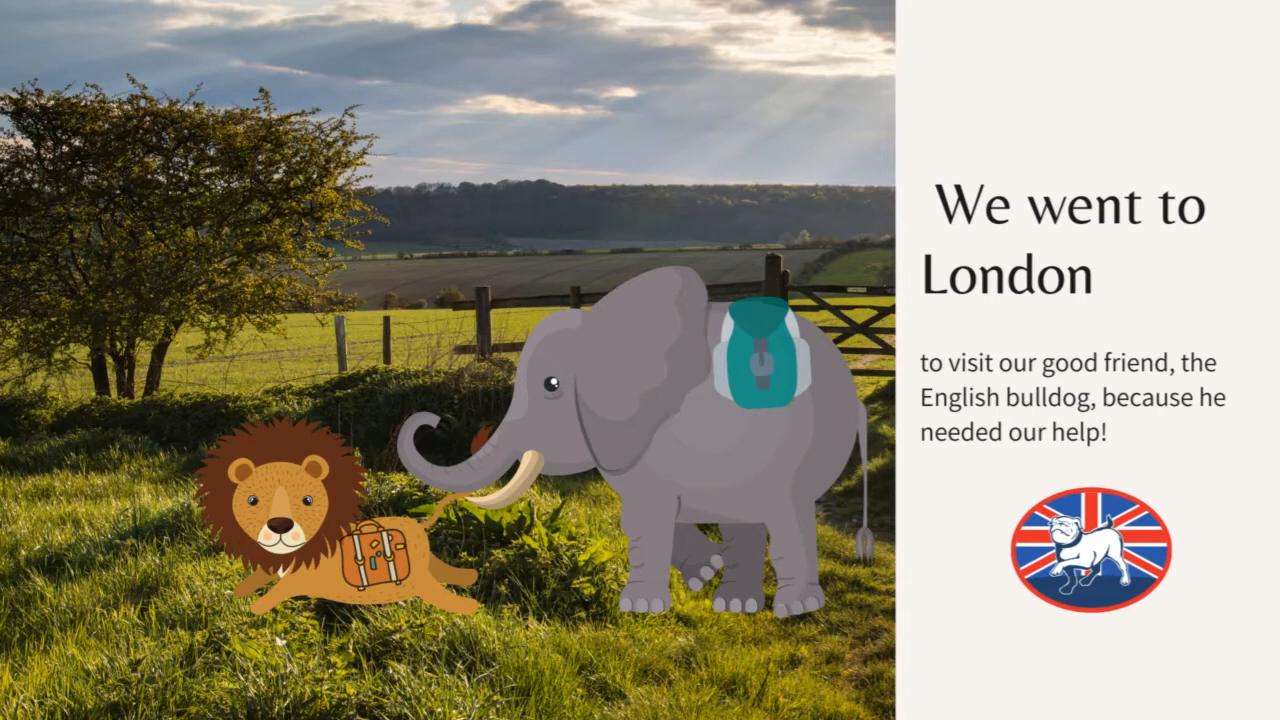 We went to
London
to visit our good friend, the
English bulldog, because he
needed our help!